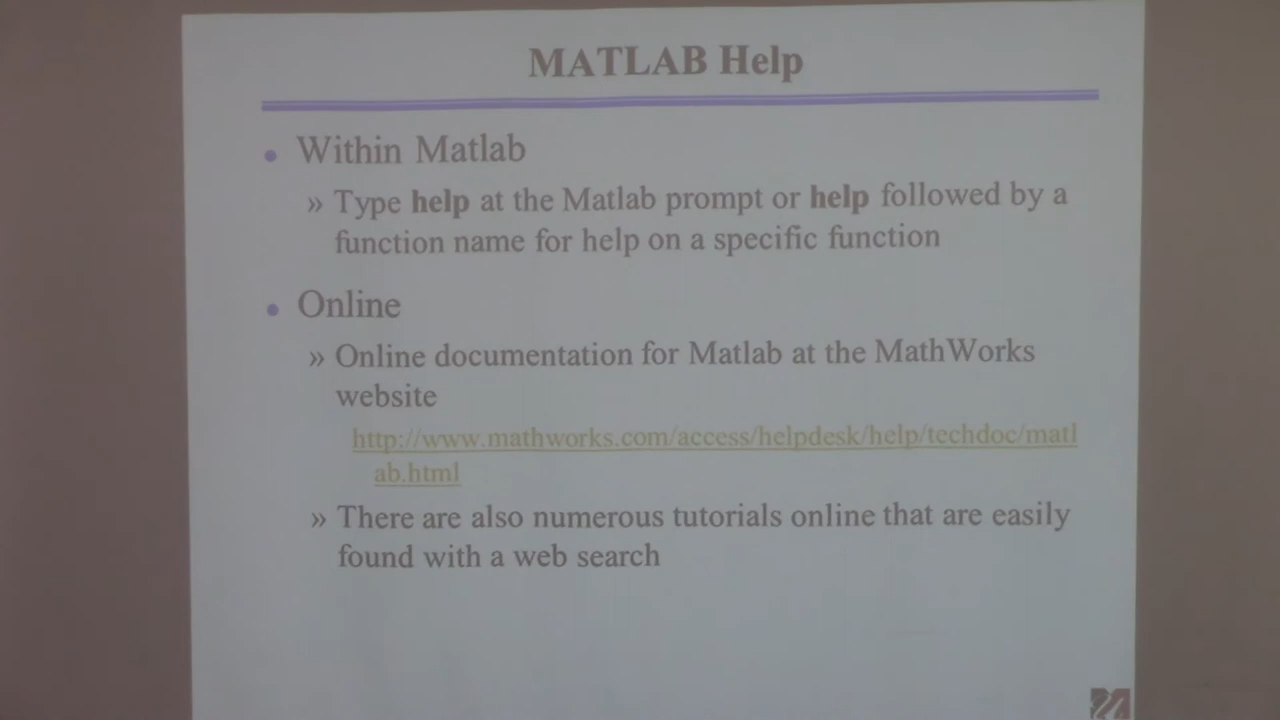 MATLAB Help
• Within Matlab
» Type help at the Matlab prompt or help followed by a
function name for help on a specific function
• Online
» Online documentation for Matlab at the MathWorks
website
http://www.mathworks.com/access/helpdesk/help/techdoc/matl
ab.html
» There are also numerous tutorials online that are easily
found with a web search